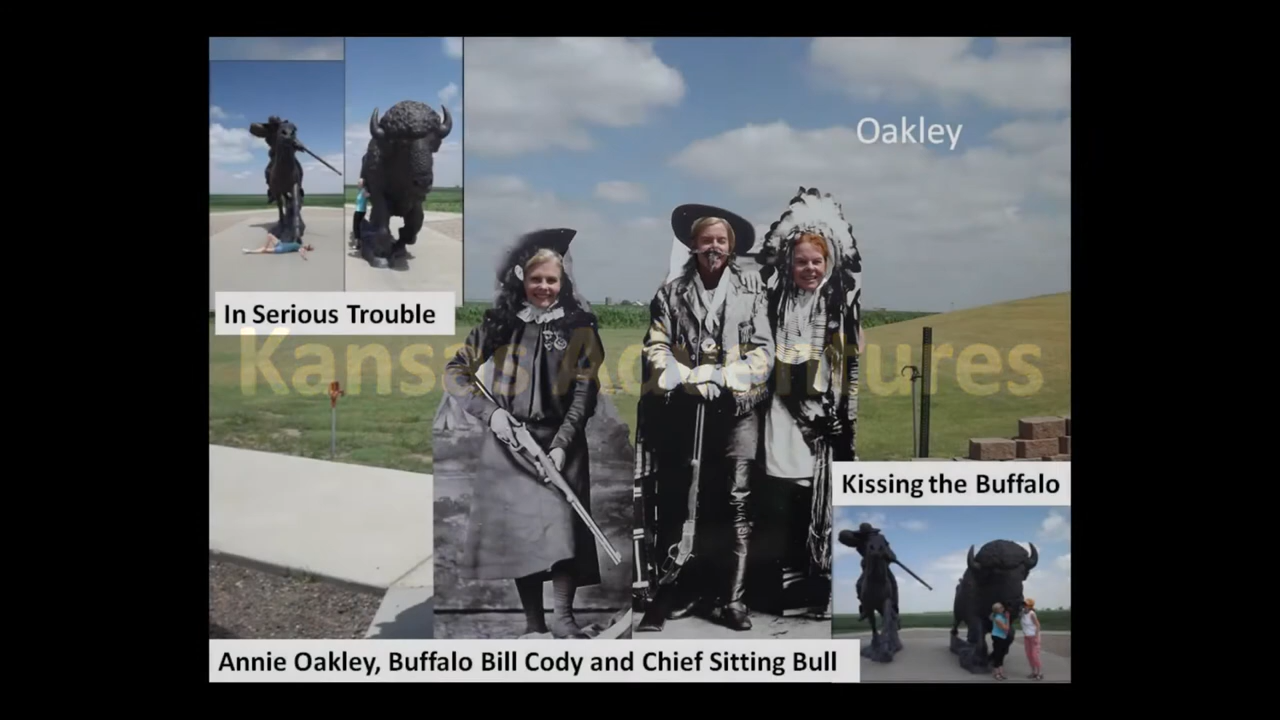 Oakley
In Serious Trouble
Kansas Adventures
Kissing the Buffalo
Annie Oakley, Buffalo Bill Cody and Chief Sitting Bull